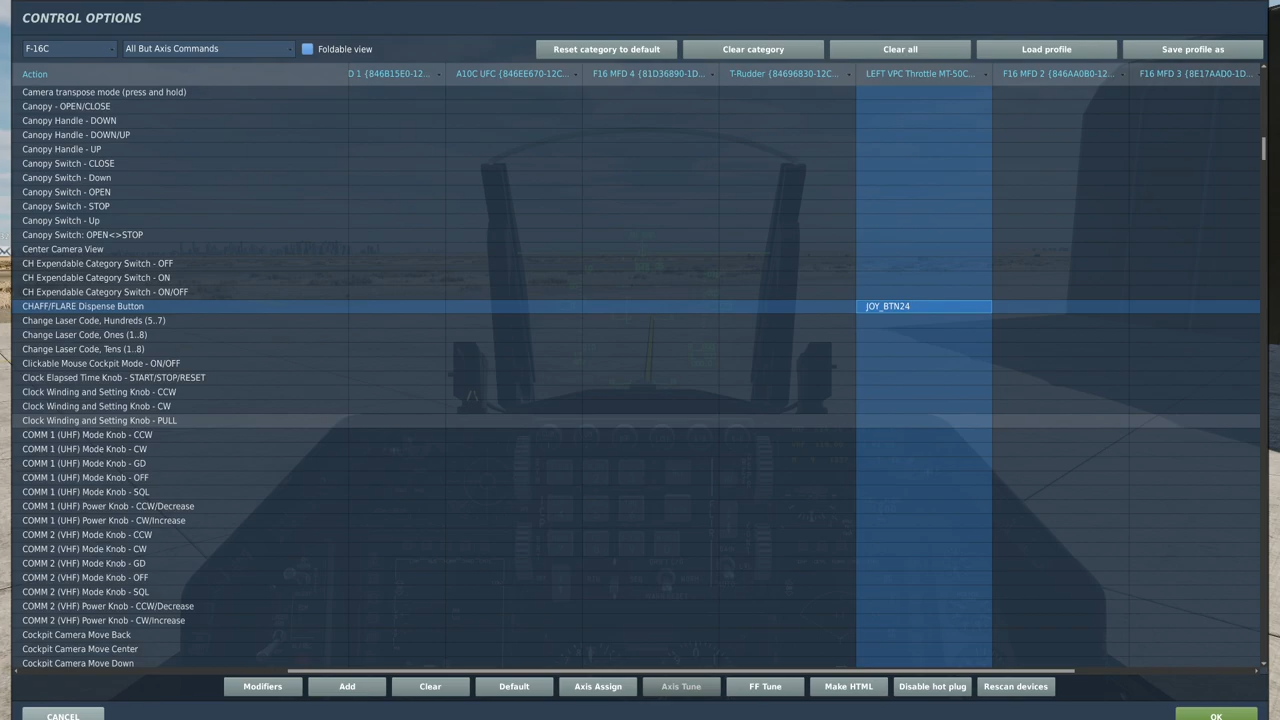 CONTROL OPTIONS
F-16C All But Axis Commands Foldable view Reset category to default Clear category Clear all Load profile Save profile as
Action D 1 {846B15E0-12... A10C UFC {846EE670-12C... F16 MFD 4 {81D36890-1D... T-Rudder {84696830-12C... LEFT VPC Throttle MT-50C... F16 MFD 2 {846AA0B0-12... F16 MFD 3 {8E17AAD0-1D...
Camera transpose mode (press and hold)
Canopy - OPEN/CLOSE
Canopy Handle - DOWN
Canopy Handle - DOWN/UP
Canopy Handle - UP
Canopy Switch - CLOSE
Canopy Switch - Down
Canopy Switch - OPEN
Canopy Switch - STOP
Canopy Switch - Up
Canopy Switch: OPEN<>STOP
Center Camera View
CH Expendable Category Switch - OFF
CH Expendable Category Switch - ON
CH Expendable Category Switch - ON/OFF
CHAFF/FLARE Dispense Button JOY_BTN24
Change Laser Code, Hundreds (5..7)
Change Laser Code, Ones (1..8)
Change Laser Code, Tens (1..8)
Clickable Mouse Cockpit Mode - ON/OFF
Clock Elapsed Time Knob - START/STOP/RESET
Clock Winding and Setting Knob - CCW
Clock Winding and Setting Knob - CW
Clock Winding and Setting Knob - PULL
COMM 1 (UHF) Mode Knob - CCW
COMM 1 (UHF) Mode Knob - CW
COMM 1 (UHF) Mode Knob - GD
COMM 1 (UHF) Mode Knob - OFF
COMM 1 (UHF) Mode Knob - SQL
COMM 1 (UHF) Power Knob - CCW/Decrease
COMM 1 (UHF) Power Knob - CW/Increase
COMM 2 (VHF) Mode Knob - CCW
COMM 2 (VHF) Mode Knob - CW
COMM 2 (VHF) Mode Knob - GD
COMM 2 (VHF) Mode Knob - OFF
COMM 2 (VHF) Mode Knob - SQL
COMM 2 (VHF) Power Knob - CCW/Decrease
COMM 2 (VHF) Power Knob - CW/Increase
Cockpit Camera Move Back
Cockpit Camera Move Center
Cockpit Camera Move Down
Modifiers Add Clear Default Axis Assign Axis Tune FF Tune Make HTML Disable hot plug Rescan devices
CANCEL OK